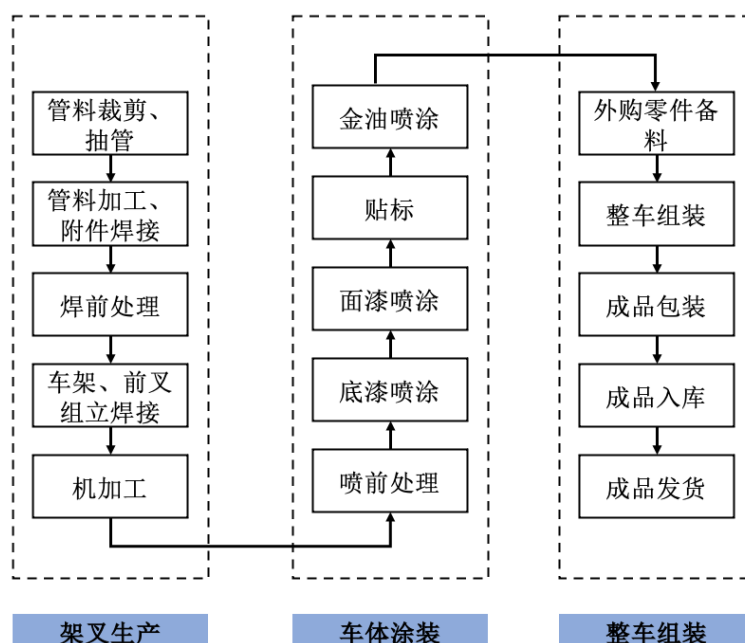 管料裁剪、
抽管
管料加工、
附件焊接
焊前处理
车架、前叉
组立焊接
机加工
架叉生产
金油喷涂
贴标
面漆喷涂
底漆喷涂
喷前处理
车体涂装
外购零件备
料
整车组装
成品包装
成品入库
成品发货
整车组装